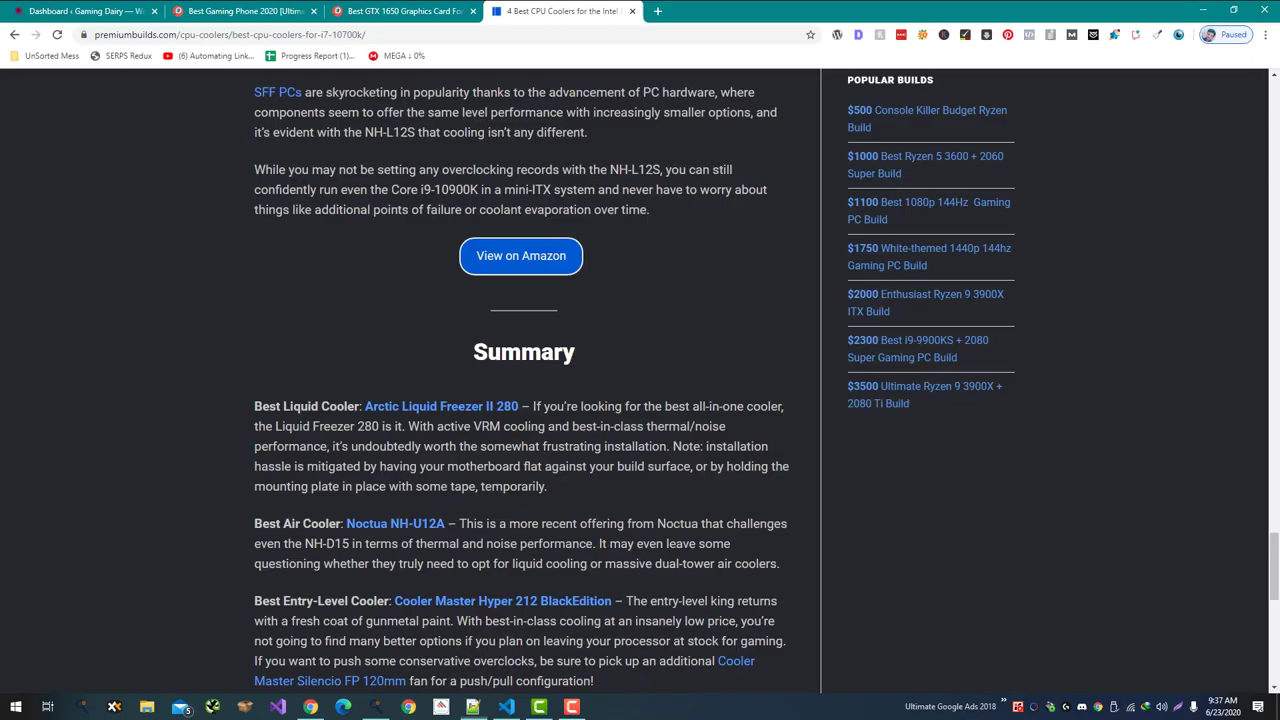 Dashboard ‹ Gaming Dairy — W
Best Gaming Phone 2020 [Ultima
Best GTX 1650 Graphics Card For
4 Best CPU Coolers for the Intel
premiumbuilds.com/cpu-coolers/best-cpu-coolers-for-i7-10700k/
Paused
UnSorted Mess
SERPS Redux
(6) Automating Link...
Progress Report (1)...
MEGA ↓ 0%
SFF PCs are skyrocketing in popularity thanks to the advancement of PC hardware, where
components seem to offer the same level performance with increasingly smaller options, and
it's evident with the NH-L12S that cooling isn't any different.
While you may not be setting any overclocking records with the NH-L12S, you can still
confidently run even the Core i9-10900K in a mini-ITX system and never have to worry about
things like additional points of failure or coolant evaporation over time.
View on Amazon
Summary
Best Liquid Cooler: Arctic Liquid Freezer II 280 – If you're looking for the best all-in-one cooler,
the Liquid Freezer 280 is it. With active VRM cooling and best-in-class thermal/noise
performance, it's undoubtedly worth the somewhat frustrating installation. Note: installation
hassle is mitigated by having your motherboard flat against your build surface, or by holding the
mounting plate in place with some tape, temporarily.
Best Air Cooler: Noctua NH-U12A – This is a more recent offering from Noctua that challenges
even the NH-D15 in terms of thermal and noise performance. It may even leave some
questioning whether they truly need to opt for liquid cooling or massive dual-tower air coolers.
Best Entry-Level Cooler: Cooler Master Hyper 212 BlackEdition – The entry-level king returns
with a fresh coat of gunmetal paint. With best-in-class cooling at an insanely low price, you're
not going to find many better options if you plan on leaving your processor at stock for gaming.
If you want to push some conservative overclocks, be sure to pick up an additional Cooler
Master Silencio FP 120mm fan for a push/pull configuration!
POPULAR BUILDS
$500 Console Killer Budget Ryzen
Build
$1000 Best Ryzen 5 3600 + 2060
Super Build
$1100 Best 1080p 144Hz Gaming
PC Build
$1750 White-themed 1440p 144hz
Gaming PC Build
$2000 Enthusiast Ryzen 9 3900X
ITX Build
$2300 Best i9-9900KS + 2080
Super Gaming PC Build
$3500 Ultimate Ryzen 9 3900X +
2080 Ti Build
5
Ultimate Google Ads 2018
9:37 AM
6/23/2020